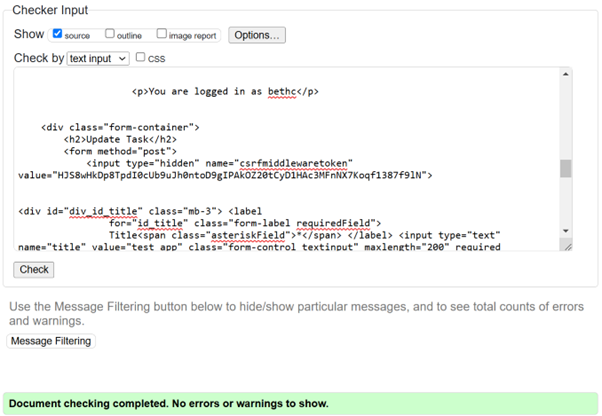 Checker Input
Show source outline image report Options...
Check by text input css
<p>You are logged in as bethc</p>
<div class="form-container">
<h2>Update Task</h2>
<form method="post">
<input type="hidden" name="csrfmiddlewaretoken"
value="HJS8wHkDp8TpdI0cUb9uJh0ntoD9gIPAkOZ20tCyD1HAc3MFnNX7Koqf1387f9lN">
<div id="div_id_title" class="mb-3"> <label
for="id_title" class="form-label requiredField">
Title<span class="asteriskField">*</span> </label> <input type="text"
name="title" value="test app" class="form-control textinput" maxlength="200" required
Check
Use the Message Filtering button below to hide/show particular messages, and to see total counts of errors
and warnings.
Message Filtering
Document checking completed. No errors or warnings to show.